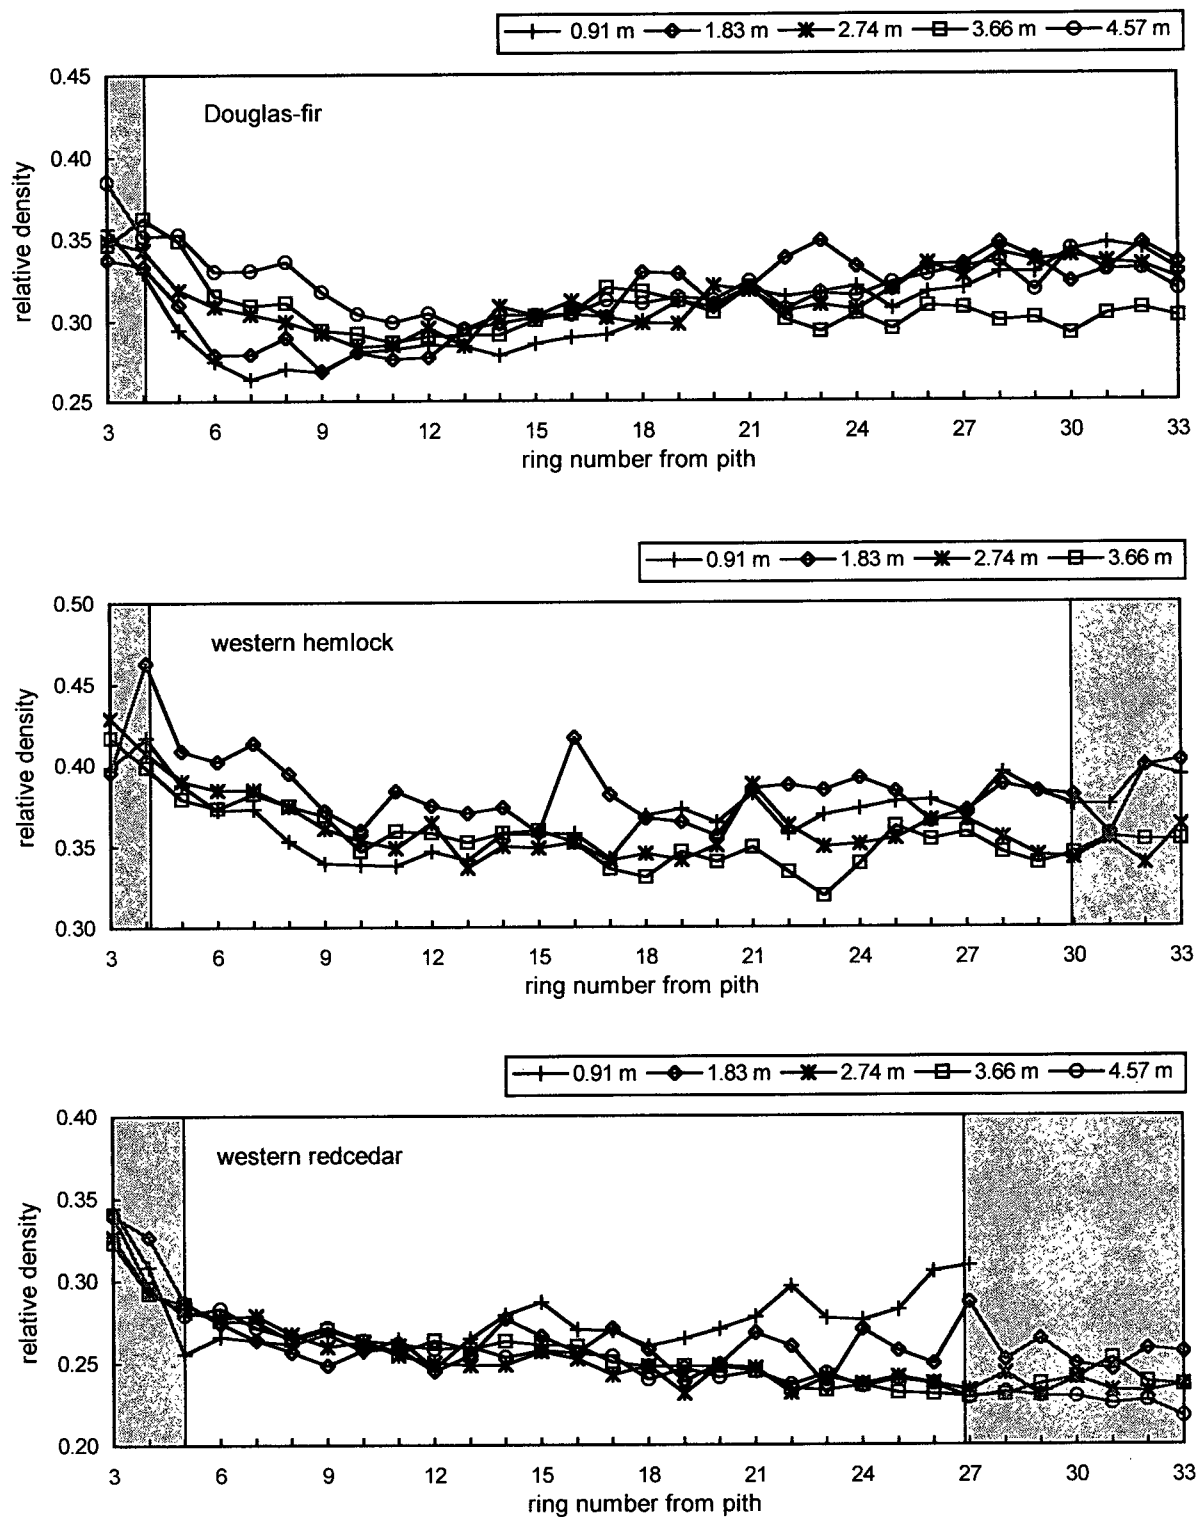 0.91 m 1.83 m 2.74 m 3.66 m 4.57 m
0.45
Douglas-fir
0.40
relative density
0.35
0.30
0.25
3 6 9 12 15 18 21 24 27 30 33
ring number from pith
0.91 m 1.83 m 2.74 m 3.66 m
0.50
western hemlock
0.45
relative density
0.40
0.35
0.30
3 6 9 12 15 18 21 24 27 30 33
ring number from pith
0.91 m 1.83 m 2.74 m 3.66 m 4.57 m
0.40
western redcedar
0.35
relative density
0.30
0.25
0.20
3 6 9 12 15 18 21 24 27 30 33
ring number from pith